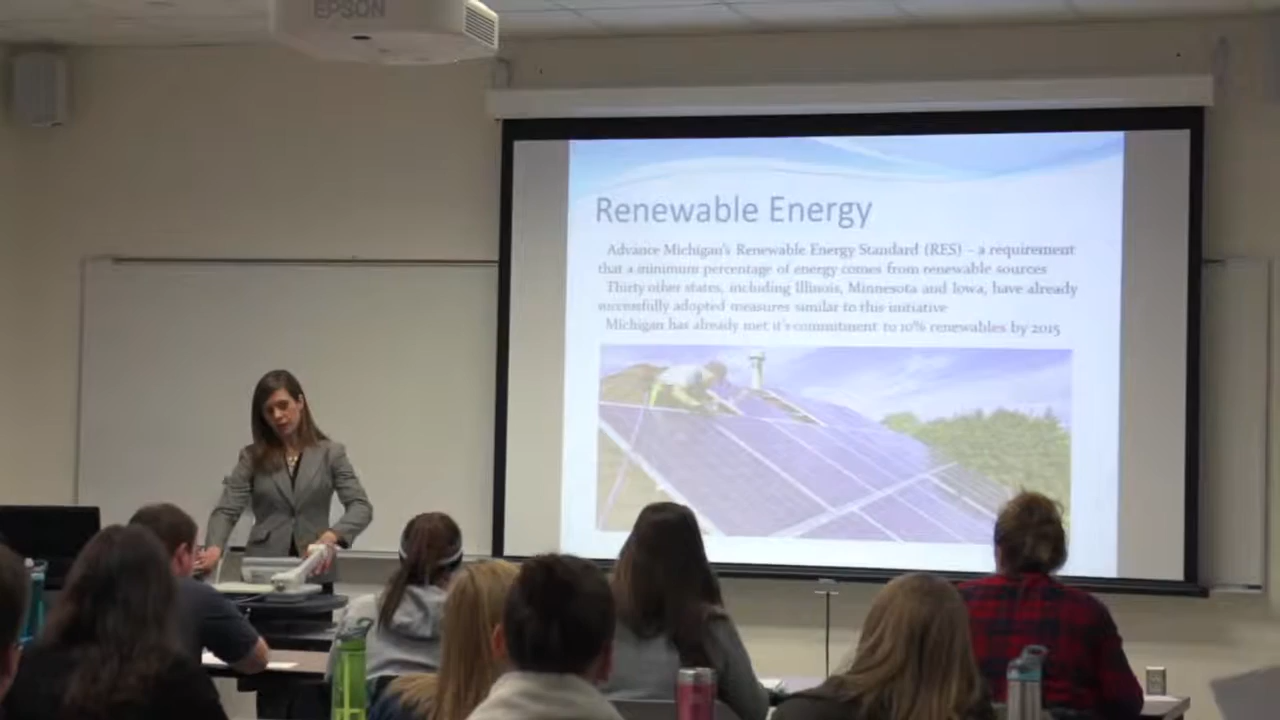 EPSON
Renewable Energy
Advance Michigan's Renewable Energy Standard (RES) – a requirement
that a minimum percentage of energy comes from renewable sources
Thirty other states, including Illinois, Minnesota and Iowa, have already
successfully adopted measures similar to this initiative
Michigan has already met it's commitment to 10% renewables by 2015